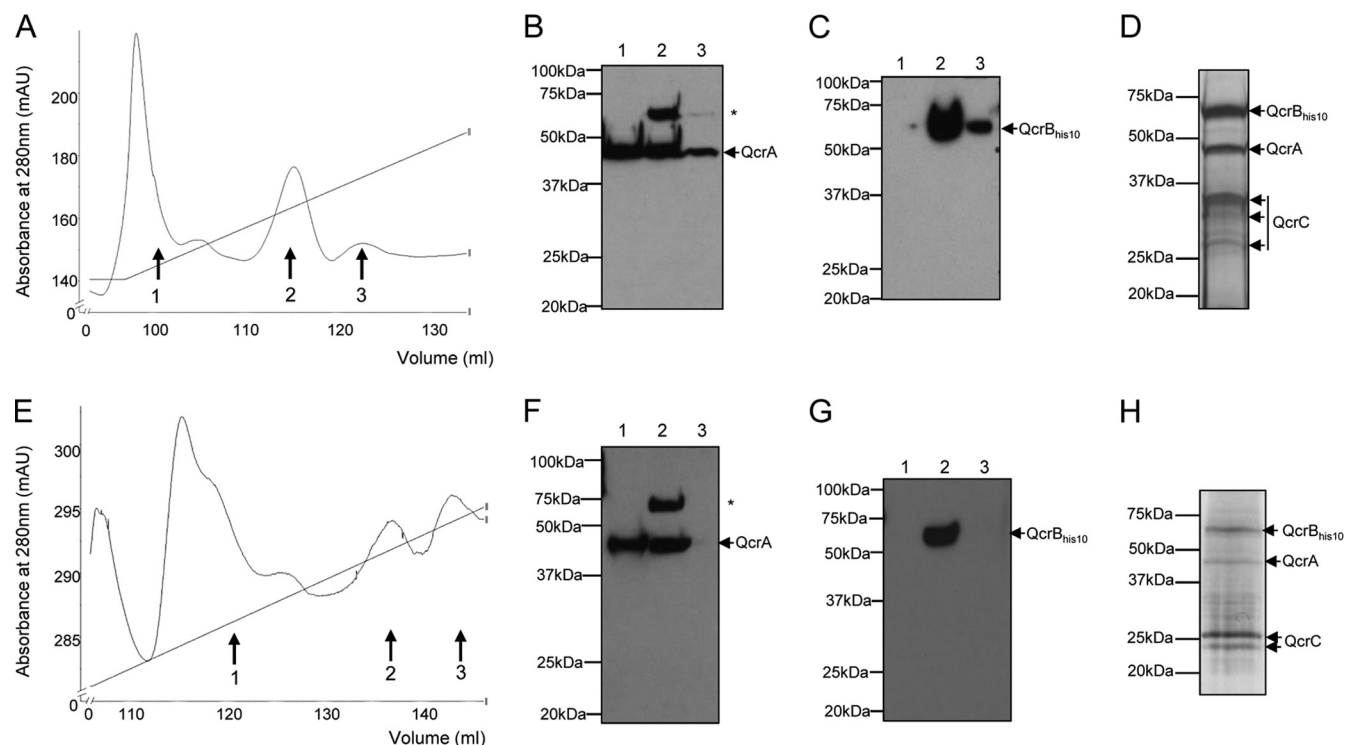 A
Absorbance at 280nm (mAU)
200
180
160
140
0
1
2
3
0 100 110 120 130
Volume (ml)
B
1 2 3
100kDa
75kDa
*
50kDa
QcrA
37kDa
25kDa
20kDa
C
1 2 3
100kDa
75kDa
QcrBhis10
50kDa
37kDa
25kDa
20kDa
D
75kDa
QcrBhis10
50kDa
QcrA
37kDa
QcrC
25kDa
20kDa
E
Absorbance at 280nm (mAU)
300
295
290
285
0
1
2
3
0 110 120 130 140
Volume (ml)
F
1 2 3
100kDa
75kDa
*
50kDa
QcrA
37kDa
25kDa
20kDa
G
1 2 3
100kDa
75kDa
QcrBhis10
50kDa
37kDa
25kDa
20kDa
H
75kDa
QcrBhis10
50kDa
QcrA
37kDa
25kDa
QcrC
20kDa